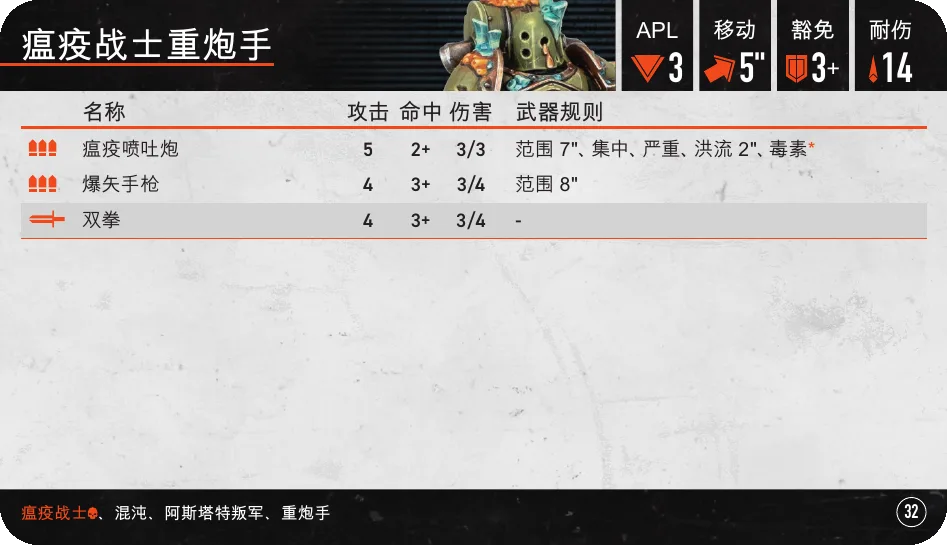 瘟疫战士重炮手
APL 移动 豁免 耐伤
3 5" 3+ 14
名称 攻击 命中 伤害 武器规则
瘟疫喷吐炮 5 2+ 3/3 范围 7"、集中、严重、洪流 2"、毒素*
爆矢手枪 4 3+ 3/4 范围 8"
双拳 4 3+ 3/4 -
瘟疫战士、混沌、阿斯塔特叛军、重炮手
32